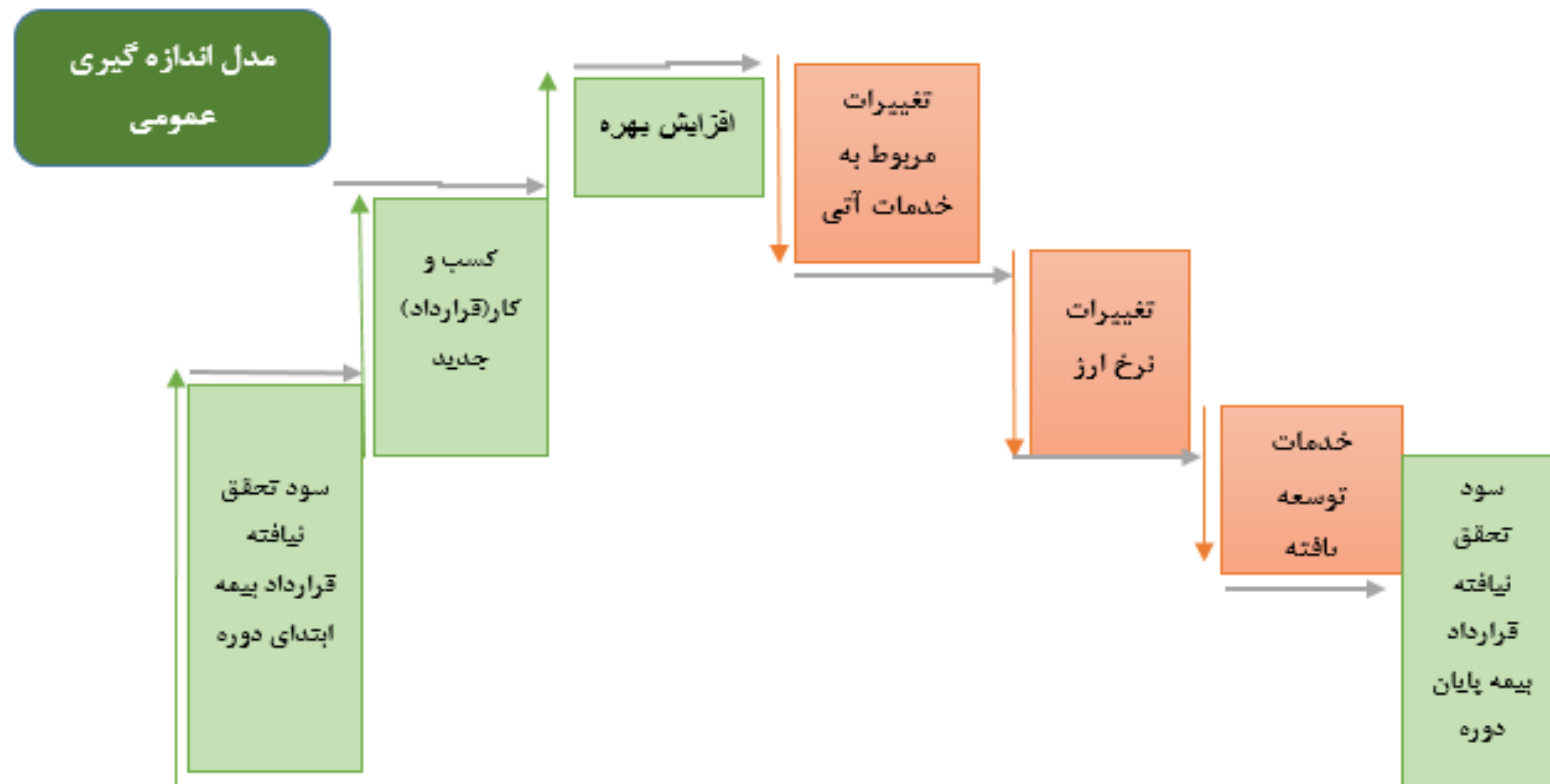 مدل اندازه گیری
عمومی
سود تحقق
نیافته
قرارداد بیمه
ابتدای دوره
کسب و
کار(قرارداد)
جدید
افزایش بهره
تغییرات
مربوط به
خدمات آتی
تغییرات
نرخ ارز
خدمات
توسعه
یافته
سود
تحقق
نیافته
قرارداد
بیمه پایان
دوره